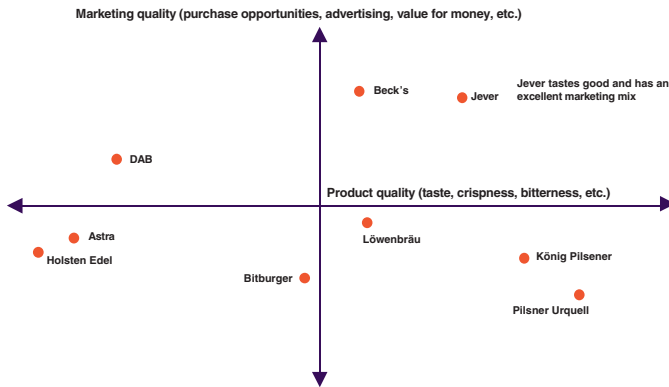 Marketing quality (purchase opportunities, advertising, value for money, etc.)
Beck's
Jever
Jever tastes good and has an
excellent marketing mix
DAB
Product quality (taste, crispness, bitterness, etc.)
Astra
Löwenbräu
Holsten Edel
König Pilsener
Bitburger
Pilsner Urquell